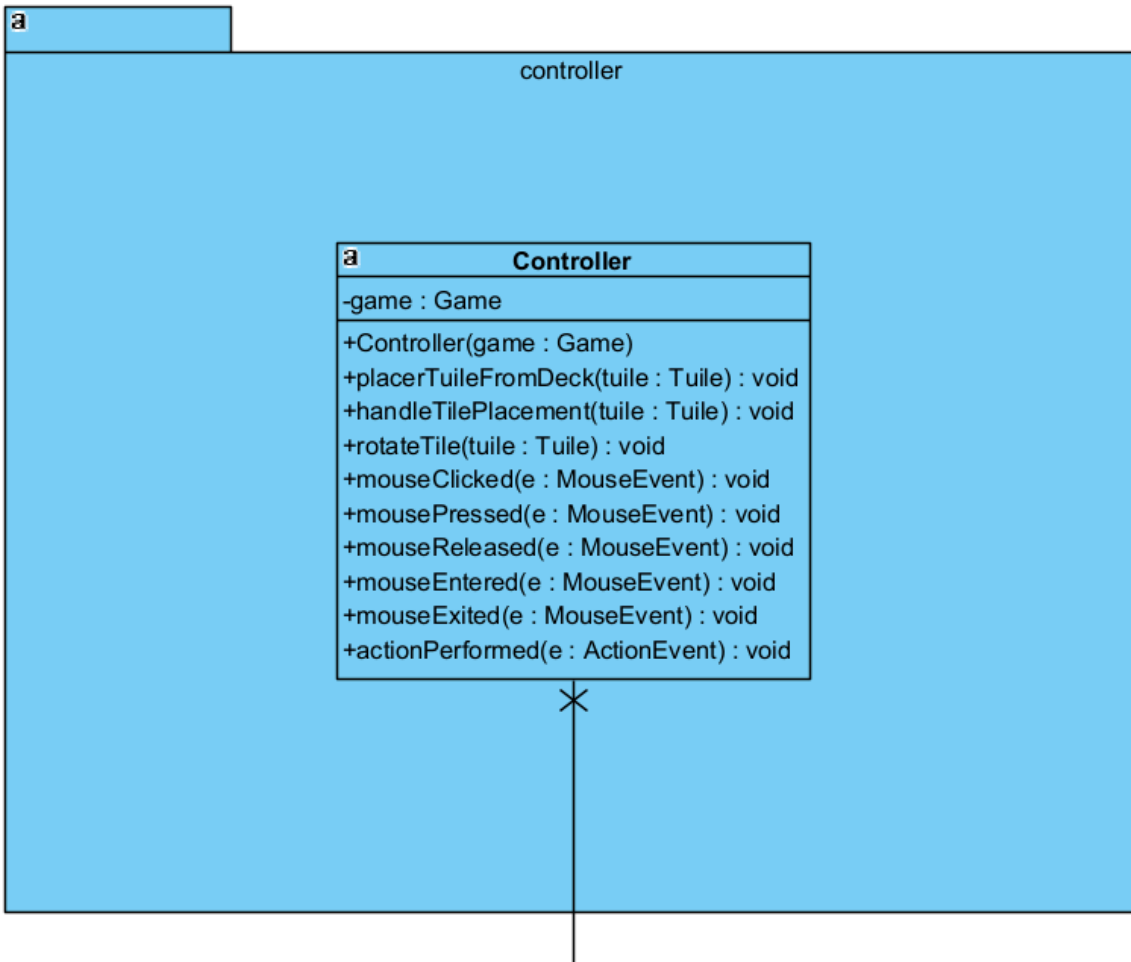 a
controller
a
Controller
-game : Game
+Controller(game : Game)
+placerTuileFromDeck(tuile : Tuile) : void
+handleTilePlacement(tuile : Tuile) : void
+rotateTile(tuile : Tuile) : void
+mouseClicked(e : MouseEvent) : void
+mousePressed(e : MouseEvent) : void
+mouseReleased(e : MouseEvent) : void
+mouseEntered(e : MouseEvent) : void
+mouseExited(e : MouseEvent) : void
+actionPerformed(e : ActionEvent) : void